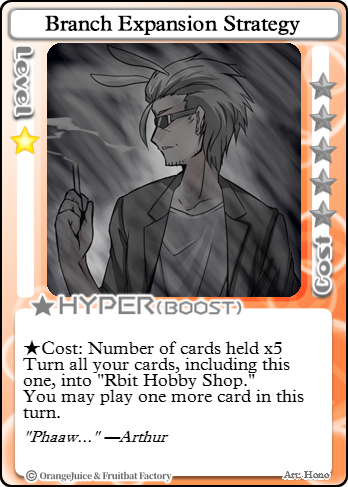 Branch Expansion Strategy
Level
Cost
★HYPER(BOOST)
★Cost: Number of cards held x5
Turn all your cards, including this
one, into "Rbit Hobby Shop."
You may play one more card in this
turn.
"Phaaw..." —Arthur
© OrangeJuice & Fruitbat Factory
Art: Hono